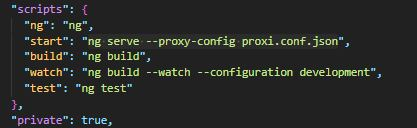 "scripts": {
"ng": "ng",
"start": "ng serve --proxy-config proxi.conf.json",
"build": "ng build",
"watch": "ng build --watch --configuration development",
"test": "ng test"
},
"private": true,